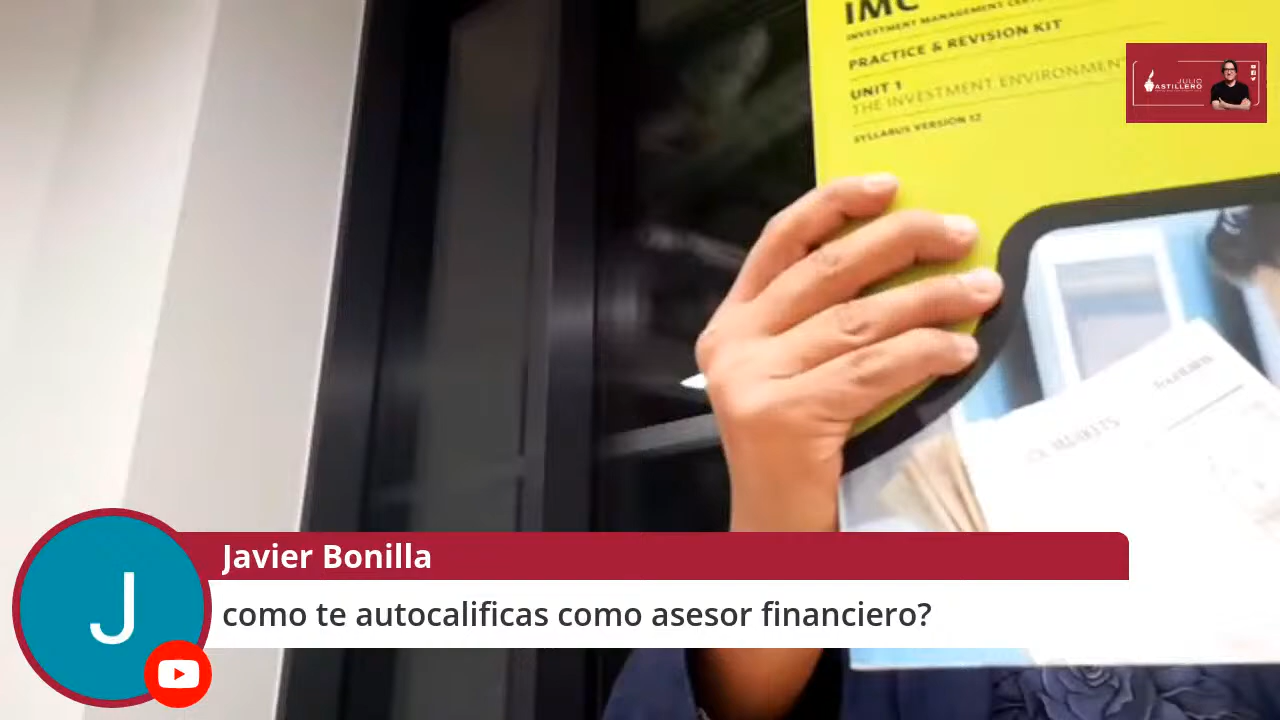 IMC
INVESTMENT MANAGEMENT
PRACTICE & REVISION KIT
UNIT 1
THE INVESTMENT ENVIRONMENT
SYLLABUS VERSION 12
JULIO
ASTILLERO
MARKETS
Javier Bonilla
J
como te autocalificas como asesor financiero?